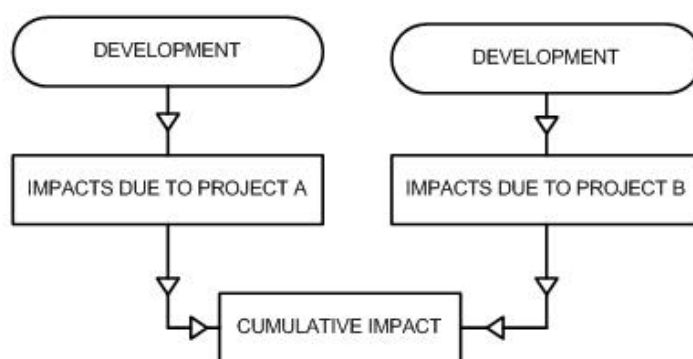 DEVELOPMENT
DEVELOPMENT
IMPACTS DUE TO PROJECT A
IMPACTS DUE TO PROJECT B
CUMULATIVE IMPACT